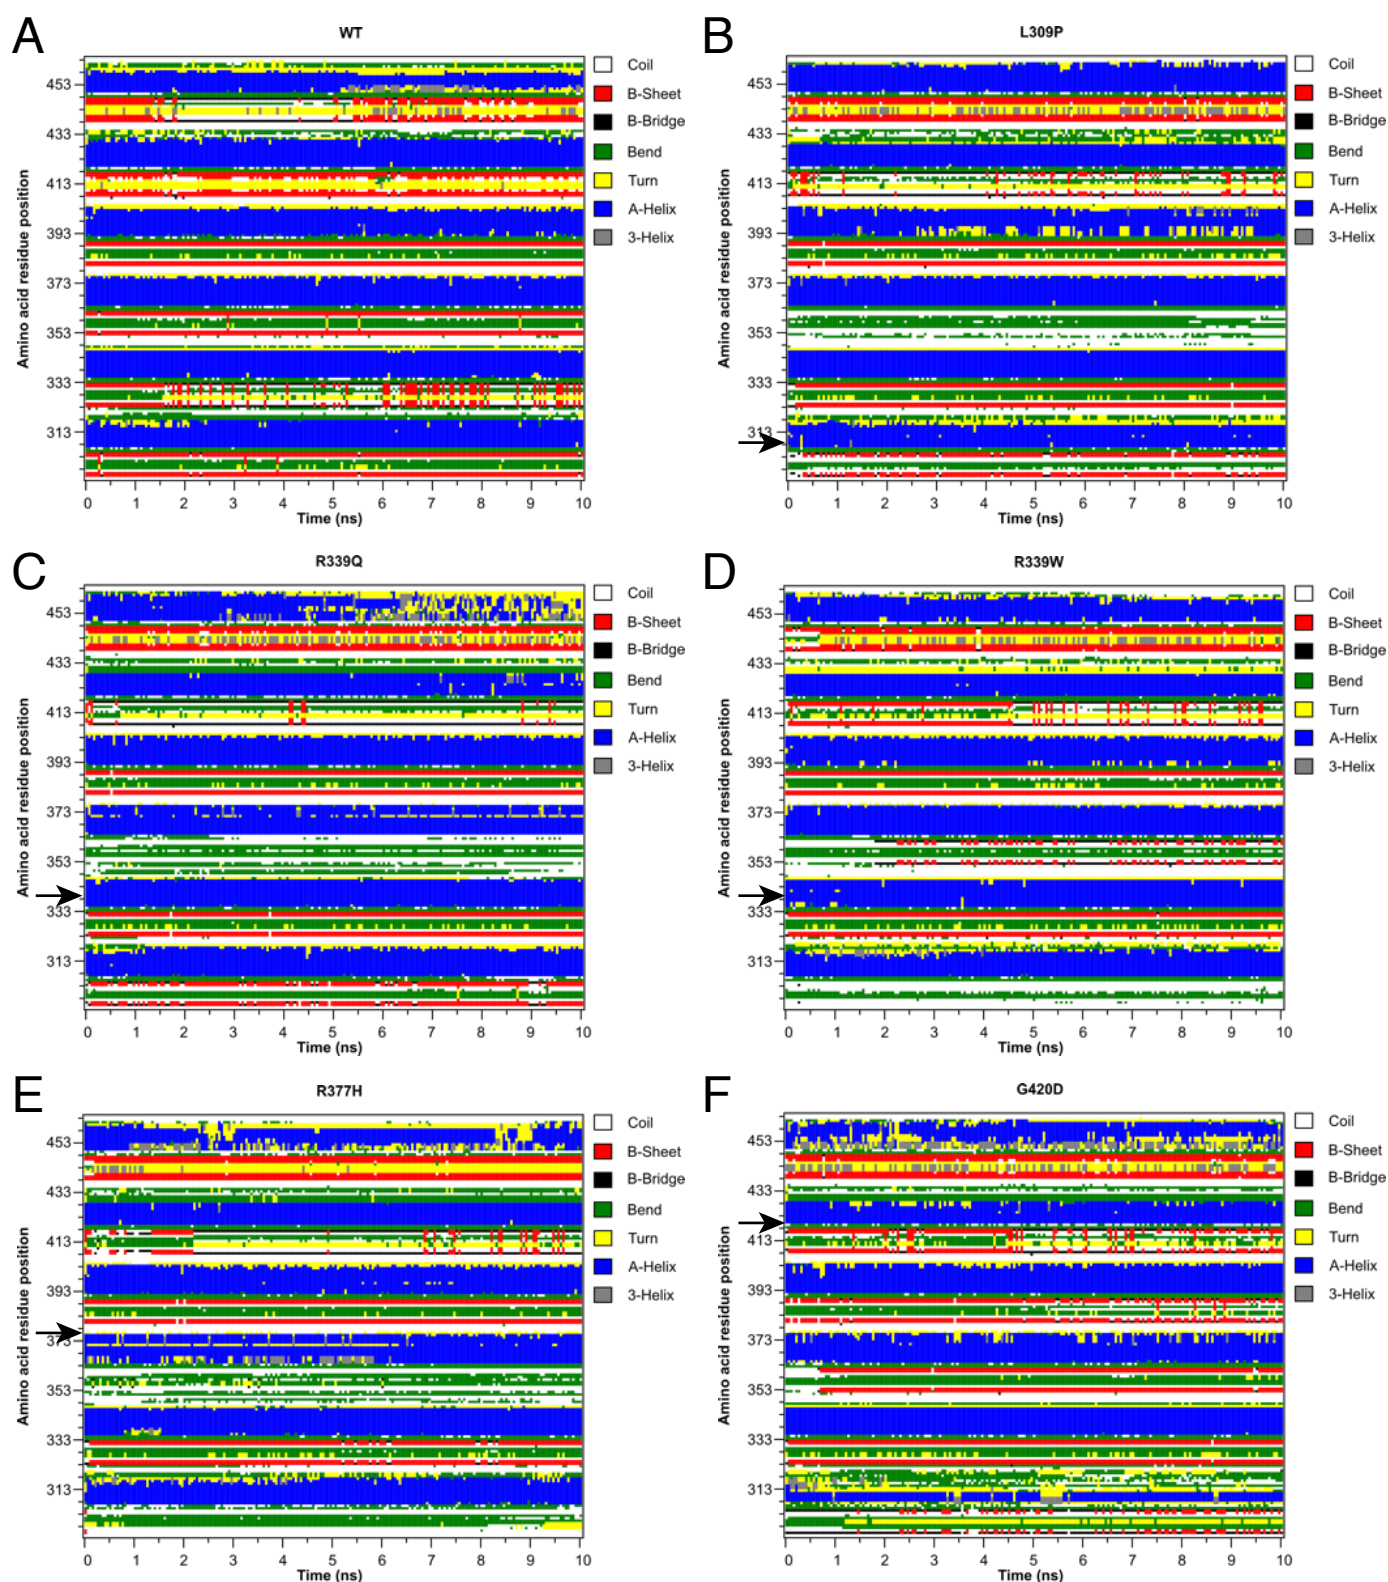 A
WT
453
433
413
393
373
353
333
313
Amino acid residue position
0 1 2 3 4 5 6 7 8 9 10
Time (ns)
Coil
B-Sheet
B-Bridge
Bend
Turn
A-Helix
3-Helix
B
L309P
453
433
413
393
373
353
333
313
Amino acid residue position
0 1 2 3 4 5 6 7 8 9 10
Time (ns)
Coil
B-Sheet
B-Bridge
Bend
Turn
A-Helix
3-Helix
C
R339Q
453
433
413
393
373
353
333
313
Amino acid residue position
0 1 2 3 4 5 6 7 8 9 10
Time (ns)
Coil
B-Sheet
B-Bridge
Bend
Turn
A-Helix
3-Helix
D
R339W
453
433
413
393
373
353
333
313
Amino acid residue position
0 1 2 3 4 5 6 7 8 9 10
Time (ns)
Coil
B-Sheet
B-Bridge
Bend
Turn
A-Helix
3-Helix
E
R377H
453
433
413
393
373
353
333
313
Amino acid residue position
0 1 2 3 4 5 6 7 8 9 10
Time (ns)
Coil
B-Sheet
B-Bridge
Bend
Turn
A-Helix
3-Helix
F
G420D
453
433
413
393
373
353
333
313
Amino acid residue position
0 1 2 3 4 5 6 7 8 9 10
Time (ns)
Coil
B-Sheet
B-Bridge
Bend
Turn
A-Helix
3-Helix